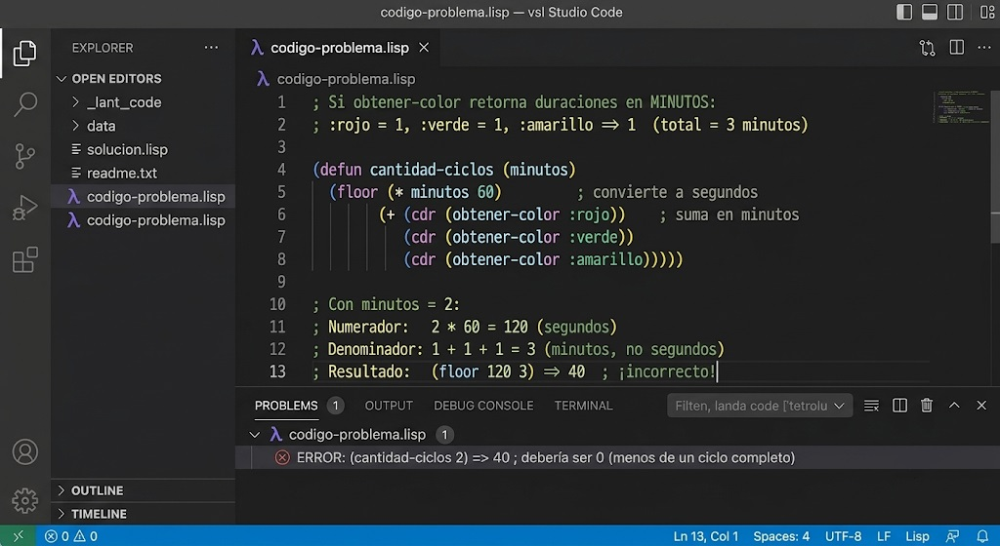 codigo-problema.lisp — vsl Studio Code
EXPLORER ···
OPEN EDITORS
_lant_code
data
solucion.lisp
readme.txt
λ codigo-problema.lisp
λ codigo-problema.lisp
OUTLINE
TIMELINE
λ codigo-problema.lisp ×
λ codigo-problema.lisp
1 ; Si obtener-color retorna duraciones en MINUTOS:
2 ; :rojo = 1, :verde = 1, :amarillo => 1 (total = 3 minutos)
3
4 (defun cantidad-ciclos (minutos)
5 (floor (* minutos 60) ; convierte a segundos
6 (+ (cdr (obtener-color :rojo)) ; suma en minutos
7 (cdr (obtener-color :verde))
8 (cdr (obtener-color :amarillo)))))
9
10 ; Con minutos = 2:
11 ; Numerador: 2 * 60 = 120 (segundos)
12 ; Denominador: 1 + 1 + 1 = 3 (minutos, no segundos)
13 ; Resultado: (floor 120 3) => 40 ; ¡incorrecto!
PROBLEMS 1 OUTPUT DEBUG CONSOLE TERMINAL Filten, landa code ['tetrolu
λ codigo-problema.lisp 1
ERROR: (cantidad-ciclos 2) => 40 ; debería ser 0 (menos de un ciclo completo)
0 0 Ln 13, Col 1 Spaces: 4 UTF-8 LF Lisp